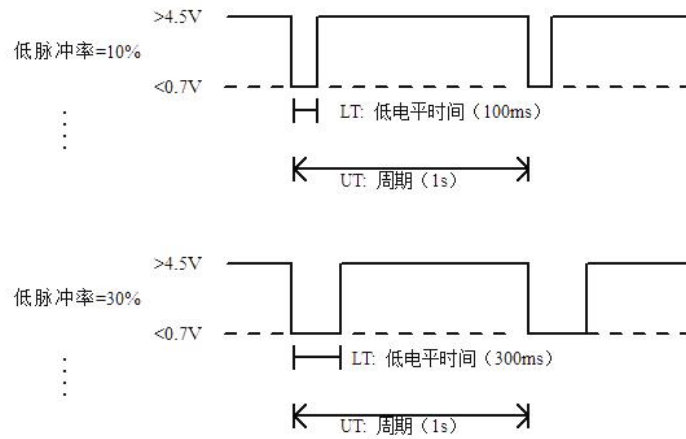 >4.5V
低脉冲率=10%
<0.7V
LT: 低电平时间（100ms）
UT: 周期（1s）
>4.5V
低脉冲率=30%
<0.7V
LT: 低电平时间（300ms）
UT: 周期（1s）